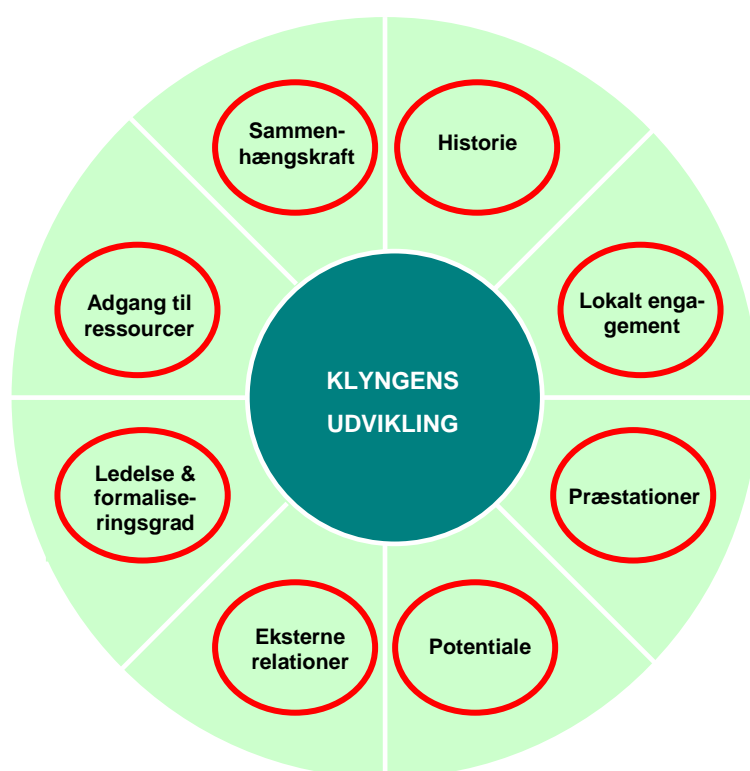 Sammen-
hængskraft
Historie
Lokalt enga-
gement
Præstationer
Potentiale
Eksterne
relationer
Ledelse &
formalise-
ringsgrad
Adgang til
ressourcer
KLYNGENS
UDVIKLING